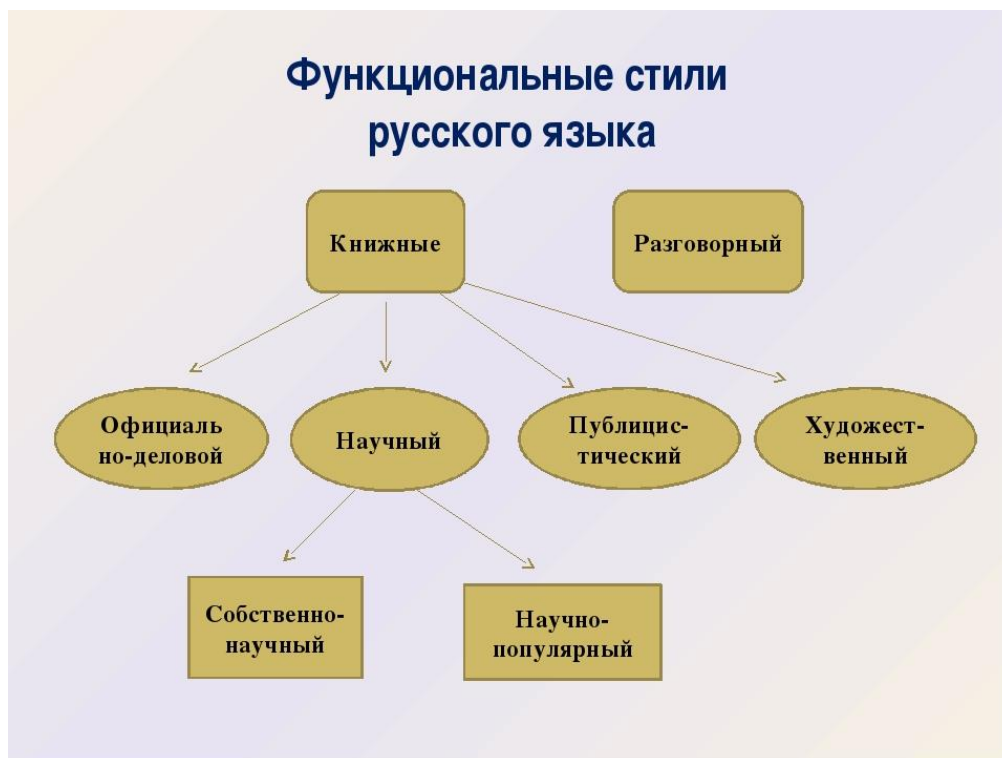 Функциональные стили
русского языка
Книжные
Разговорный
Официаль
но-деловой
Научный
Публицис-
тический
Художест-
венный
Собственно-
научный
Научно-
популярный